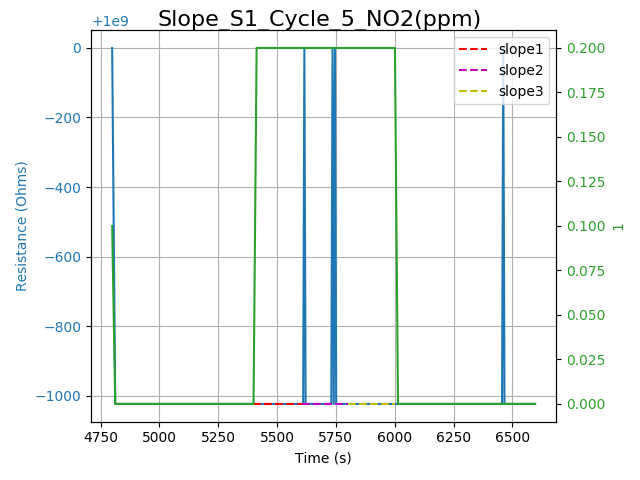 Slope_S1_Cycle_5_NO2(ppm)
+1e9
0
−200
−400
−600
−800
−1000
Resistance (Ohms)
slope1
slope2
slope3
0.200
0.175
0.150
0.125
0.100
0.075
0.050
0.025
0.000
1
4750 5000 5250 5500 5750 6000 6250 6500
Time (s)